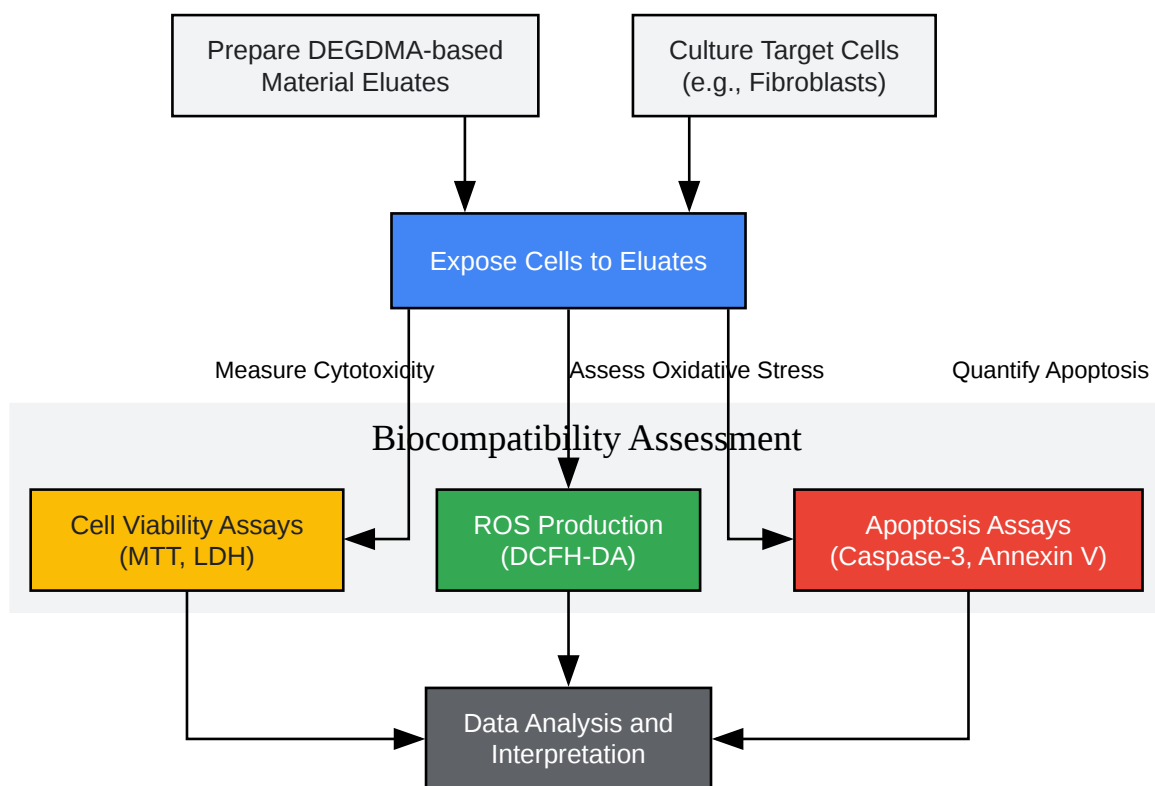 Prepare DEGDMA-based
Material Eluates
Culture Target Cells
(e.g., Fibroblasts)
Expose Cells to Eluates
Measure Cytotoxicity
Assess Oxidative Stress
Quantify Apoptosis
Biocompatibility Assessment
Cell Viability Assays
(MTT, LDH)
ROS Production
(DCFH-DA)
Apoptosis Assays
(Caspase-3, Annexin V)
Data Analysis and
Interpretation